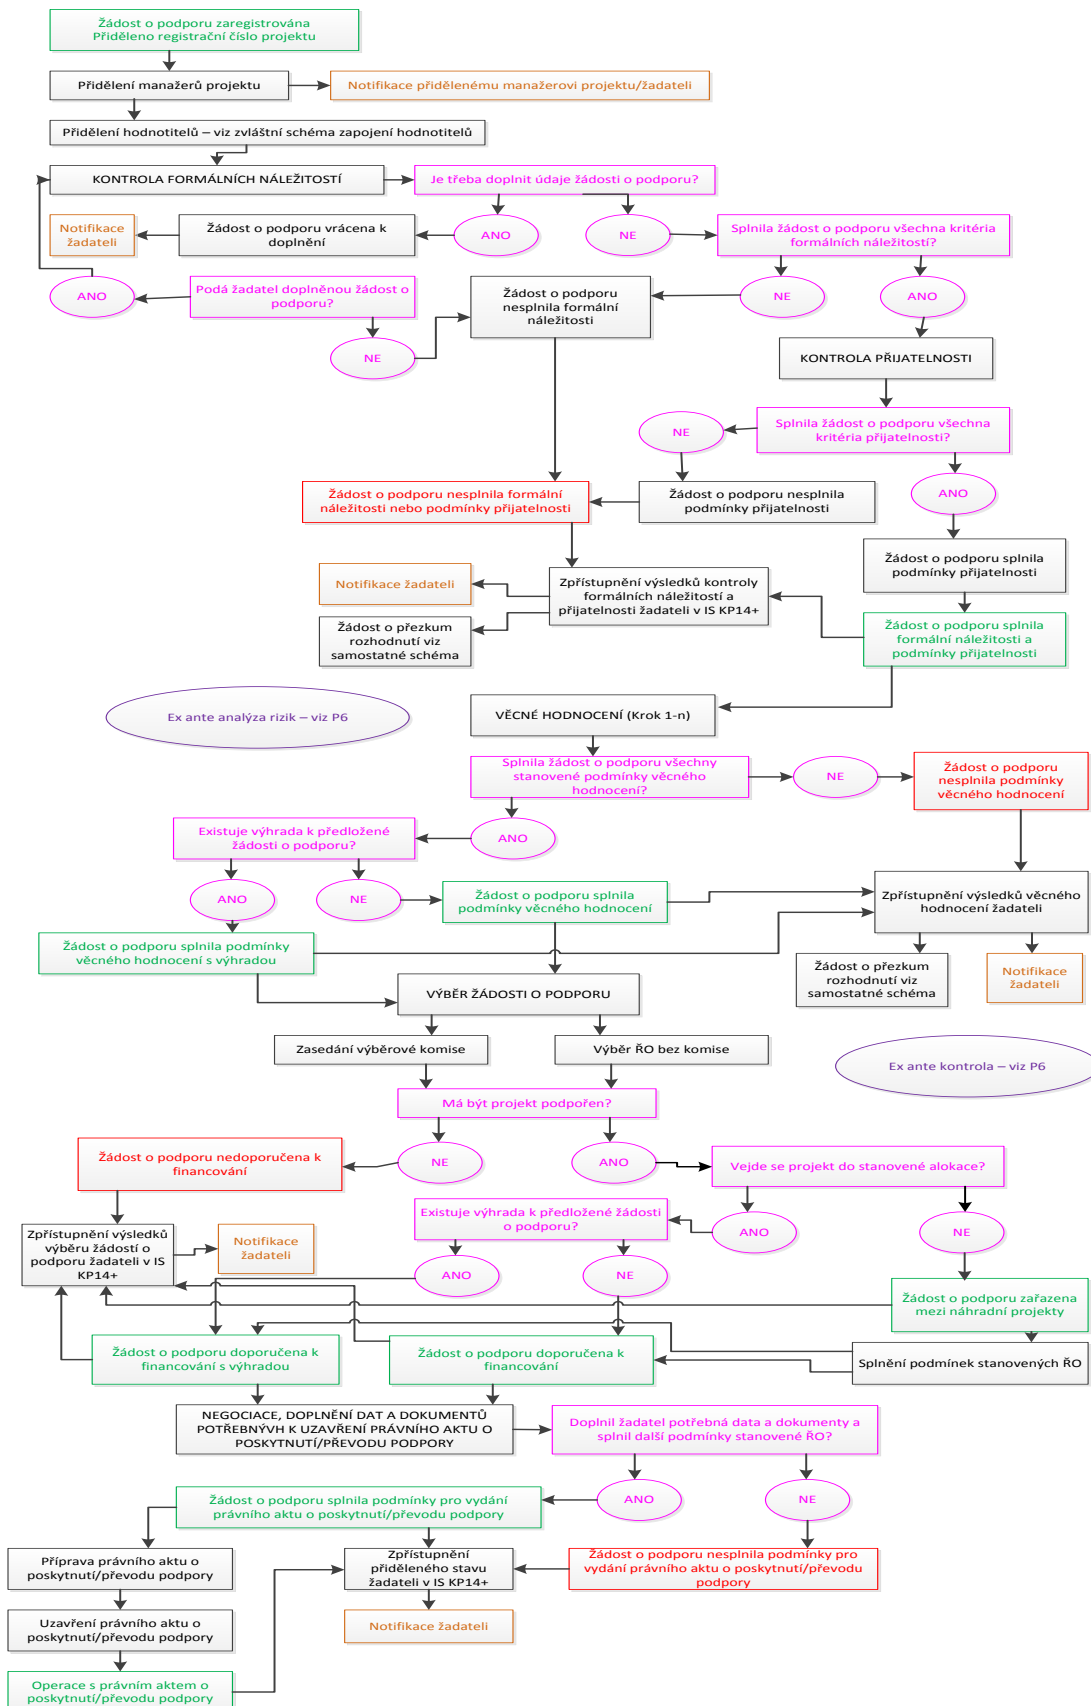 Žádost o podporu zaregistrována
Přiděleno registrační číslo projektu
Přidělení manažerů projektu
Notifikace přidělenému manažerovi projektu/žadateli
Přidělení hodnotitelů – viz zvláštní schéma zapojení hodnotitelů
KONTROLA FORMÁLNÍCH NÁLEŽITOSTÍ
Je třeba doplnit údaje žádosti o podporu?
Notifikace
žadateli
Žádost o podporu vrácena k
doplnění
ANO
NE
Splnila žádost o podporu všechna kritéria
formálních náležitostí?
ANO
Podá žadatel doplněnou žádost o
podporu?
Žádost o podporu
nesplnila formální
náležitosti
NE
ANO
NE
KONTROLA PŘIJATELNOSTI
NE
Splnila žádost o podporu všechna
kritéria přijatelnosti?
Žádost o podporu nesplnila formální
náležitosti nebo podmínky přijatelnosti
Žádost o podporu nesplnila
podmínky přijatelnosti
ANO
Žádost o podporu splnila
podmínky přijatelnosti
Notifikace žadateli
Zpřístupnění výsledků kontroly
formálních náležitostí a
přijatelnosti žadateli v IS KP14+
Žádost o přezkum
rozhodnutí viz
samostatné schéma
Žádost o podporu splnila
formální náležitosti a
podmínky přijatelnosti
Ex ante analýza rizik – viz P6
VĚCNÉ HODNOCENÍ (Krok 1-n)
Splnila žádost o podporu všechny
stanovené podmínky věcného
hodnocení?
NE
Žádost o podporu
nesplnila podmínky
věcného hodnocení
Existuje výhrada k předložené
žádosti o podporu?
ANO
ANO
NE
Žádost o podporu splnila
podmínky věcného hodnocení
Zpřístupnění výsledků věcného
hodnocení žadateli
Žádost o podporu splnila podmínky
věcného hodnocení s výhradou
Žádost o přezkum
rozhodnutí viz
samostatné schéma
Notifikace
žadateli
VÝBĚR ŽÁDOSTI O PODPORU
Zasedání výběrové komise
Výběr ŘO bez komise
Ex ante kontrola – viz P6
Má být projekt podpořen?
Žádost o podporu nedoporučena k
financování
NE
ANO
Vejde se projekt do stanovené alokace?
Zpřístupnění výsledků
výběru žádostí o
podporu žadateli v IS
KP14+
Notifikace
žadateli
Existuje výhrada k předložené žádosti
o podporu?
ANO
NE
ANO
NE
Žádost o podporu zařazena
mezi náhradní projekty
Žádost o podporu doporučena k
financování s výhradou
Žádost o podporu doporučena k
financování
Splnění podmínek stanovených ŘO
NEGOCIACE, DOPLNĚNÍ DAT A DOKUMENTŮ
POTŘEBNÝVH K UZAVŘENÍ PRÁVNÍHO AKTU O
POSKYTNUTÍ/PŘEVODU PODPORY
Doplnil žadatel potřebná data a dokumenty a
splnil další podmínky stanovené ŘO?
Žádost o podporu splnila podmínky pro vydání
právního aktu o poskytnutí/převodu podpory
ANO
NE
Příprava právního aktu o
poskytnutí/převodu podpory
Zpřístupnění
přiděleného stavu
žadateli v IS KP14+
Žádost o podporu nesplnila podmínky pro
vydání právního aktu o poskytnutí/převodu
podpory
Uzavření právního aktu o
poskytnutí/převodu podpory
Notifikace žadateli
Operace s právním aktem o
poskytnutí/převodu podpory